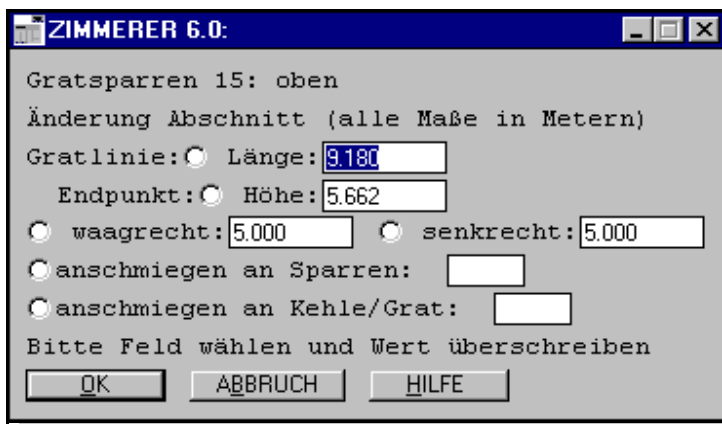 ZIMMERER 6.0:
Gratsparren 15: oben
Änderung Abschnitt (alle Maße in Metern)
Gratlinie: Länge: 9.180
Endpunkt: Höhe: 5.662
waagrecht: 5.000 senkrecht: 5.000
anschmiegen an Sparren:
anschmiegen an Kehle/Grat:
Bitte Feld wählen und Wert überschreiben
OK ABBRUCH HILFE